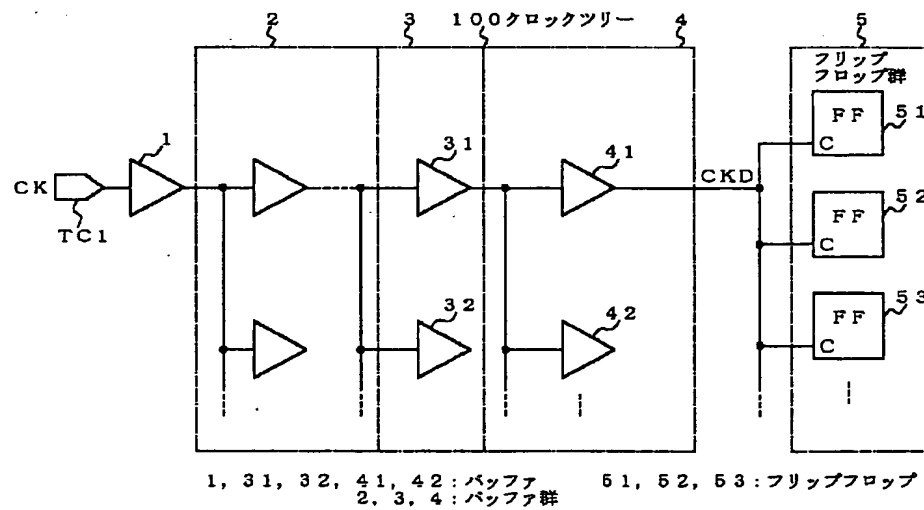 2
3
100クロックツリー
4
5
フリップ
フロップ群
1
31
41
FF
51
C
CK
TC1
CKD
FF
52
C
32
42
FF
53
C
1, 31, 32, 41, 42:バッファ
51, 52, 53:フリップフロップ
2, 3, 4:バッファ群